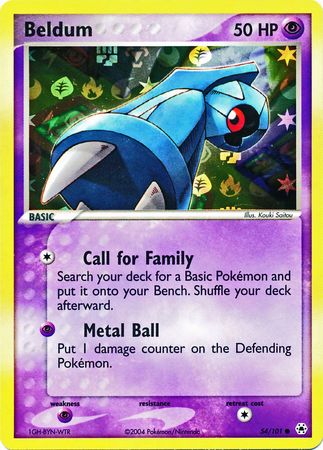 Beldum 50 HP
BASIC
Illus. Kouki Saitou
Call for Family
Search your deck for a Basic Pokémon and
put it onto your Bench. Shuffle your deck
afterward.
Metal Ball
Put 1 damage counter on the Defending
Pokémon.
weakness resistance retreat cost
1GH-BYN-WTR ©2004 Pokémon/Nintendo 54/101